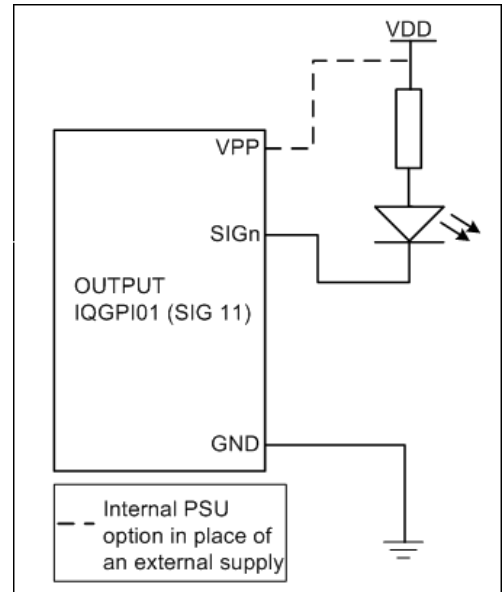 VDD
VPP
SIGn
OUTPUT
IQGPI01 (SIG 11)
GND
Internal PSU
option in place of
an external supply